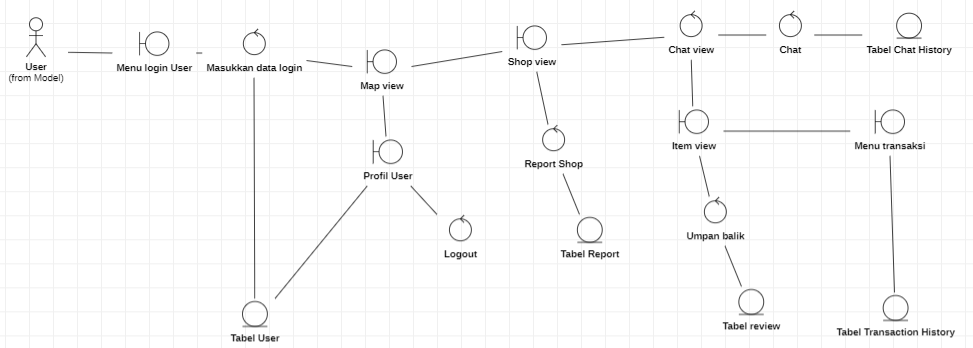 User
(from Model)
Menu login User
Masukkan data login
Map view
Shop view
Chat view
Chat
Tabel Chat History
Profil User
Report Shop
Item view
Menu transaksi
Logout
Tabel Report
Umpan balik
Tabel User
Tabel review
Tabel Transaction History